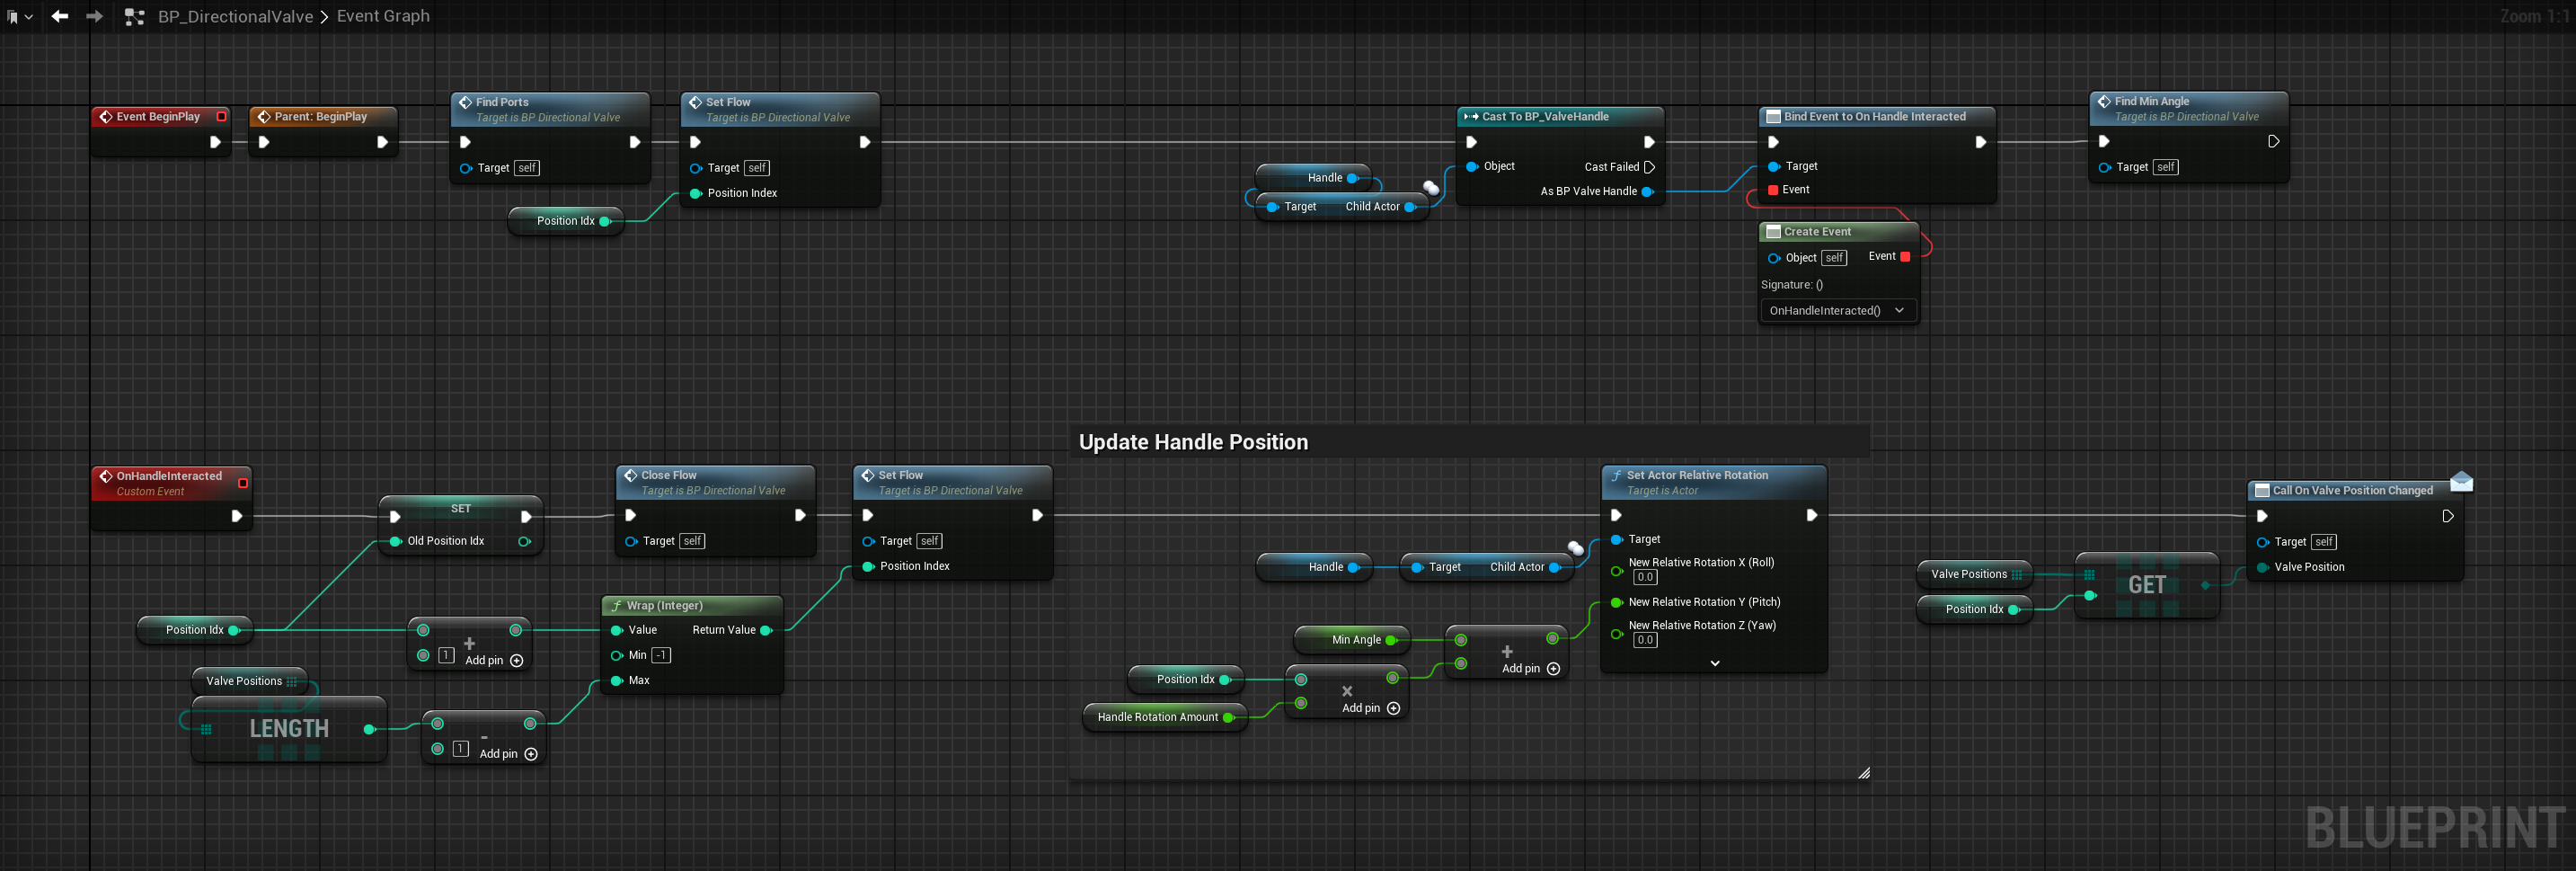 BP_DirectionalValve > Event Graph
Zoom 1:1
Event BeginPlay
Parent: BeginPlay
Find Ports
Target is BP Directional Valve
Target self
Set Flow
Target is BP Directional Valve
Target self
Position Index
Position Idx
Handle
Target Child Actor
Cast To BP_ValveHandle
Object
Cast Failed
As BP Valve Handle
Bind Event to On Handle Interacted
Target
Event
Create Event
Object self Event
Signature: ()
OnHandleInteracted()
Find Min Angle
Target is BP Directional Valve
Target self
OnHandleInteracted
Custom Event
SET
Old Position Idx
Position Idx
+
1 Add pin
Valve Positions
LENGTH
-
1 Add pin
Close Flow
Target is BP Directional Valve
Target self
Wrap (Integer)
Value Return Value
Min -1
Max
Set Flow
Target is BP Directional Valve
Target self
Position Index
Update Handle Position
Handle
Target Child Actor
Min Angle
+
Add pin
Position Idx
×
Add pin
Handle Rotation Amount
Set Actor Relative Rotation
Target is Actor
Target
New Relative Rotation X (Roll)
0.0
New Relative Rotation Y (Pitch)
New Relative Rotation Z (Yaw)
0.0
Valve Positions
Position Idx
GET
Call On Valve Position Changed
Target self
Valve Position
BLUEPRINT